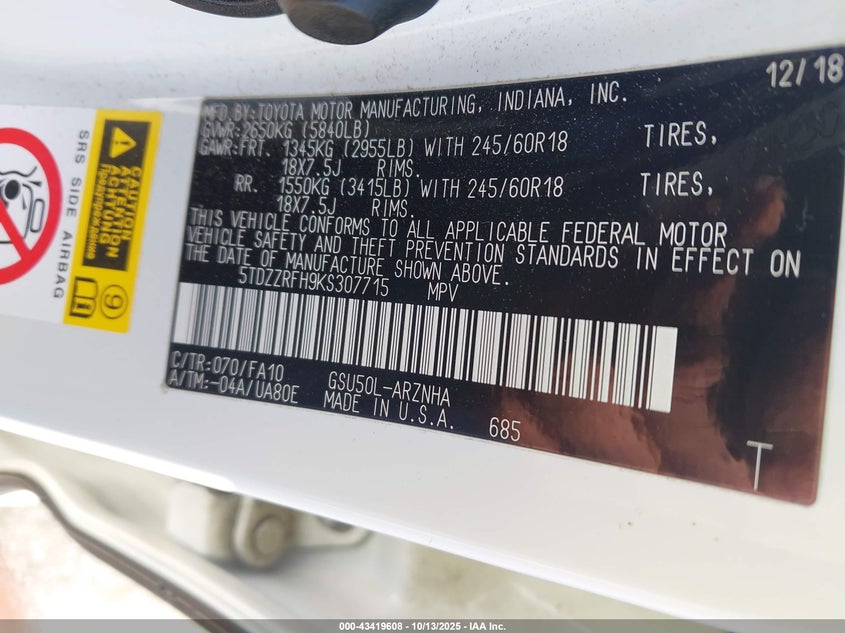 12/18
MFD.BY:TOYOTA MOTOR MANUFACTURING, INDIANA, INC.
GVWR:2650KG (5840LB)
GAWR:FRT. 1345KG (2955LB) WITH 245/60R18 TIRES,
18X7.5J RIMS.
RR. 1550KG (3415LB) WITH 245/60R18 TIRES,
18X7.5J RIMS.
THIS VEHICLE CONFORMS TO ALL APPLICABLE FEDERAL MOTOR
VEHICLE SAFETY AND THEFT PREVENTION STANDARDS IN EFFECT ON
THE DATE OF MANUFACTURE SHOWN ABOVE.
5TDZZRFH9KS307715 MPV
C/TR:070/FA10 GSU50L-ARZNHA
A/TM:-04A/UA80E MADE IN U.S.A. 685
T
SRS SIDE AIRBAG
CAUTION
ATTENTION
ACHTUNG
9
000-43419608 - 10/13/2025 - IAA Inc.